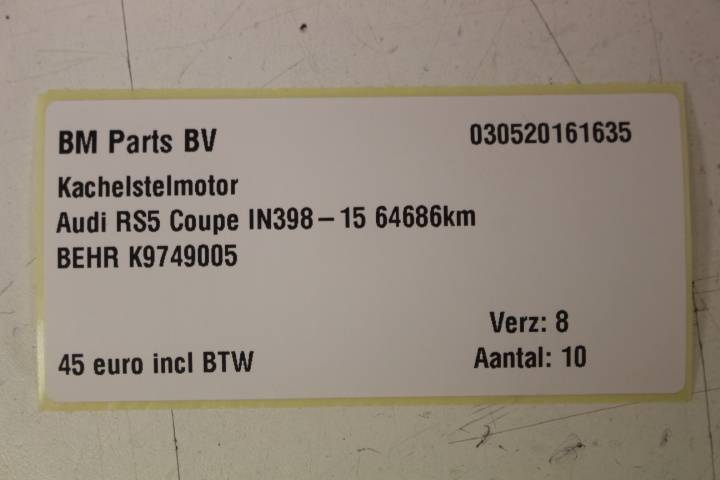 BM Parts BV 030520161635
Kachelstelmotor
Audi RS5 Coupe IN398-15 64686km
BEHR K9749005
Verz: 8
45 euro incl BTW Aantal: 10